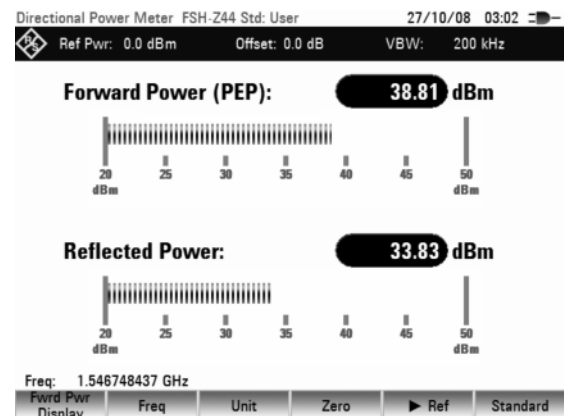 Directional Power Meter FSH-Z44 Std: User 27/10/08 03:02
R&S Ref Pwr: 0.0 dBm Offset: 0.0 dB VBW: 200 kHz
Forward Power (PEP): 38.81 dBm
20 25 30 35 40 45 50
dBm dBm
Reflected Power: 33.83 dBm
20 25 30 35 40 45 50
dBm dBm
Freq: 1.546748437 GHz
Fwrd Pwr
Display Freq Unit Zero ▶ Ref Standard